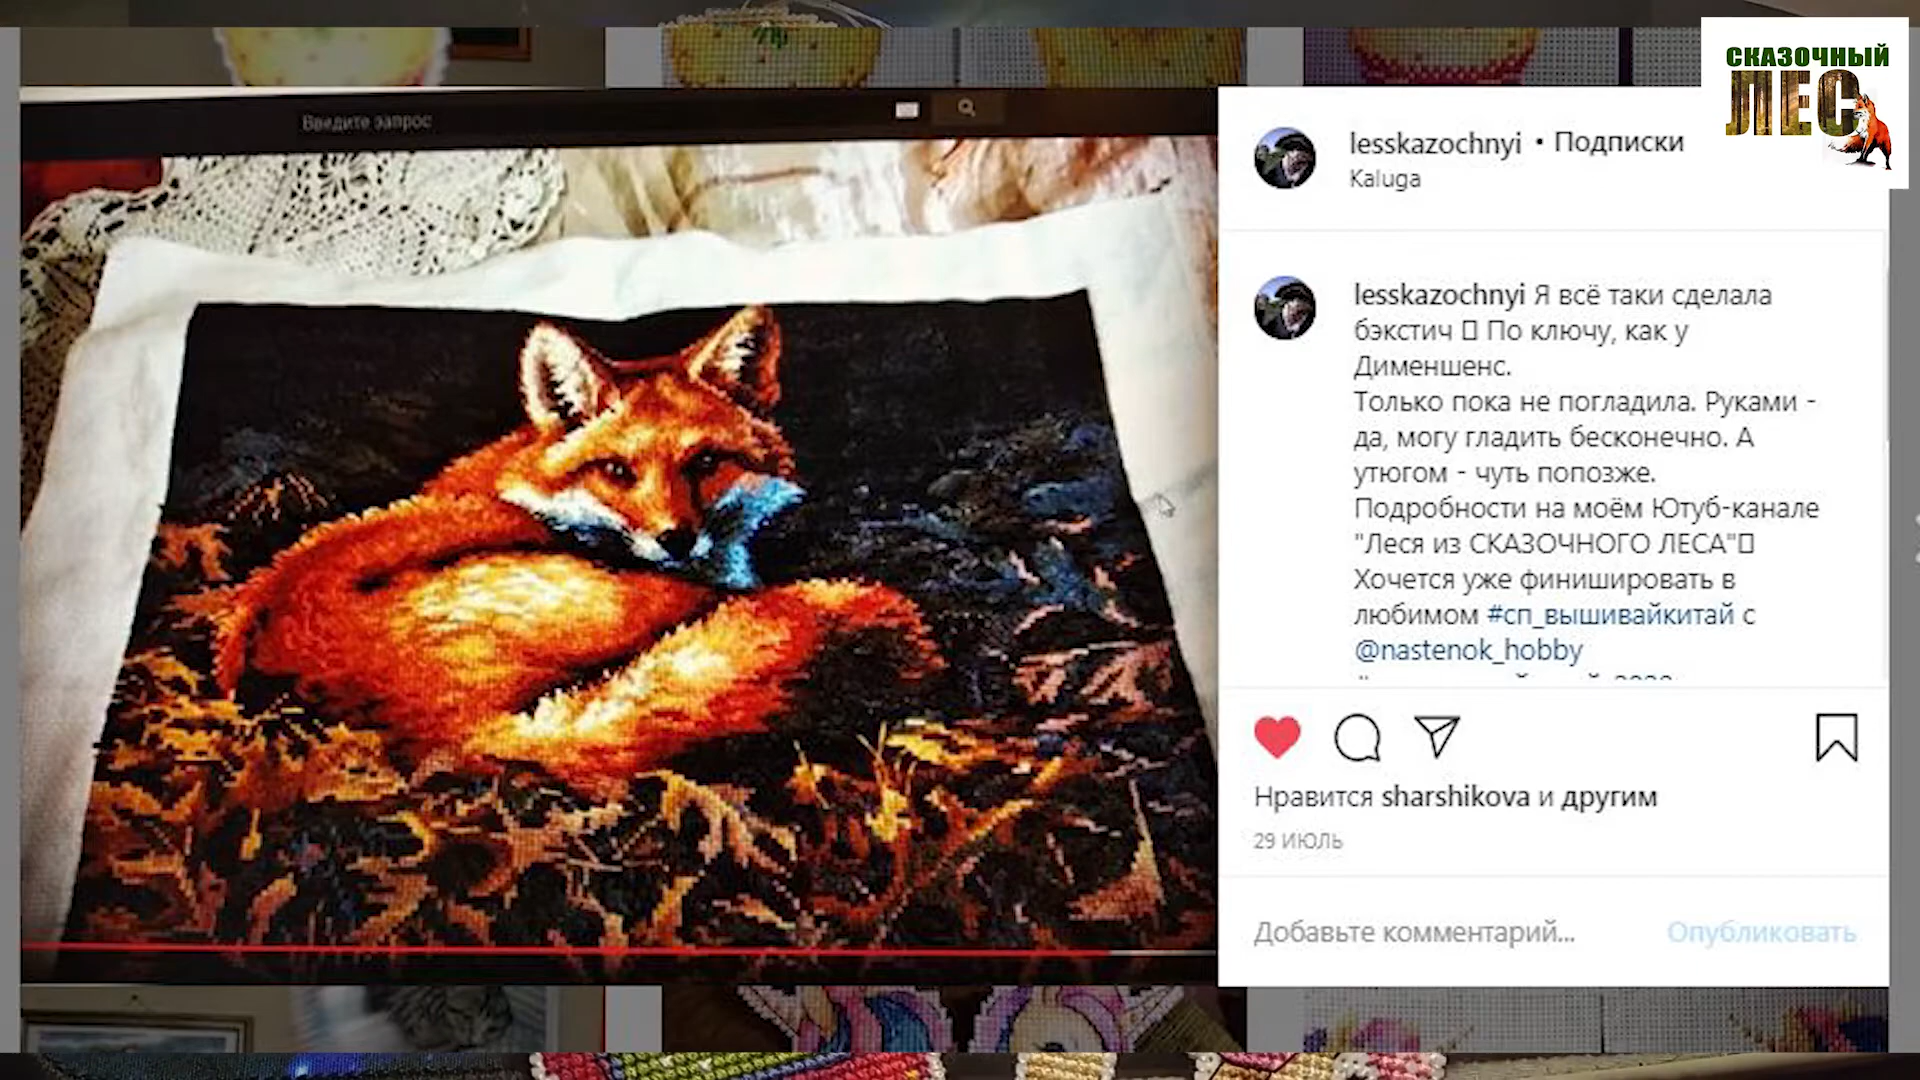 СКАЗОЧНЫЙ
ЛЕС
Введите запрос
lesskazochnyi • Подписки
Kaluga
lesskazochnyi Я всё таки сделала
бэкстич По ключу, как у
Дименшенс.
Только пока не погладила. Руками -
да, могу гладить бесконечно. А
утюгом - чуть попозже.
Подробности на моём Ютуб-канале
"Леся из СКАЗОЧНОГО ЛЕСА"
Хочется уже финишировать в
любимом #сп_вышивайкитай с
@nastenok_hobby
Нравится sharshikova и другим
29 ИЮЛЬ
Добавьте комментарий...
Опубликовать